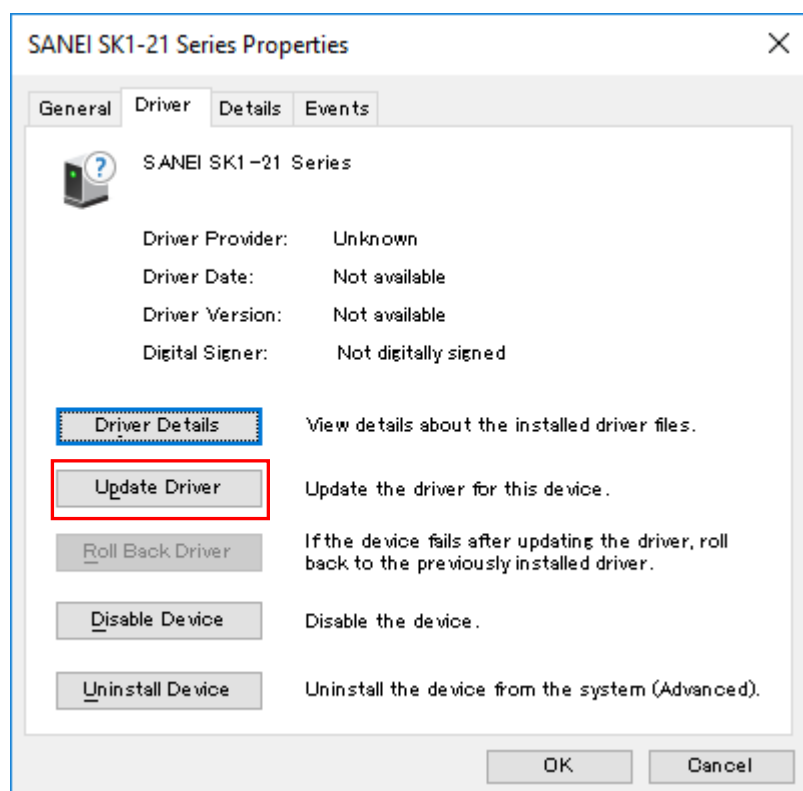 SANEI SK1-21 Series Properties
General Driver Details Events
?
SANEI SK1-21 Series
Driver Provider: Unknown
Driver Date: Not available
Driver Version: Not available
Digital Signer: Not digitally signed
Driver Details View details about the installed driver files.
Update Driver Update the driver for this device.
Roll Back Driver If the device fails after updating the driver, roll
back to the previously installed driver.
Disable Device Disable the device.
Uninstall Device Uninstall the device from the system (Advanced).
OK Cancel